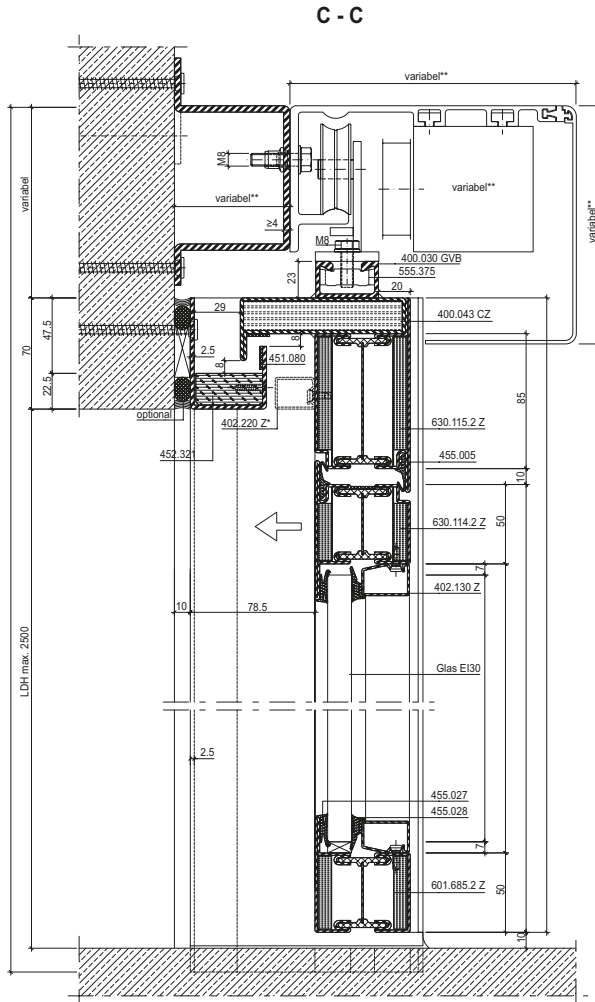 C - C
variabel**
variabel
M8
variabel**
variabel**
variabel**
≥4
M8
400.030 GVB
555.375
23
20
29
400.043 CZ
47.5
70
2.5
8
8
451.080
22.5
85
optional
402.220 Z*
630.115.2 Z
452.321
455.005
10
50
630.114.2 Z
7
10
78.5
402.130 Z
LDH max. 2500
Glas EI30
2.5
455.027
455.028
7
601.685.2 Z
50
10